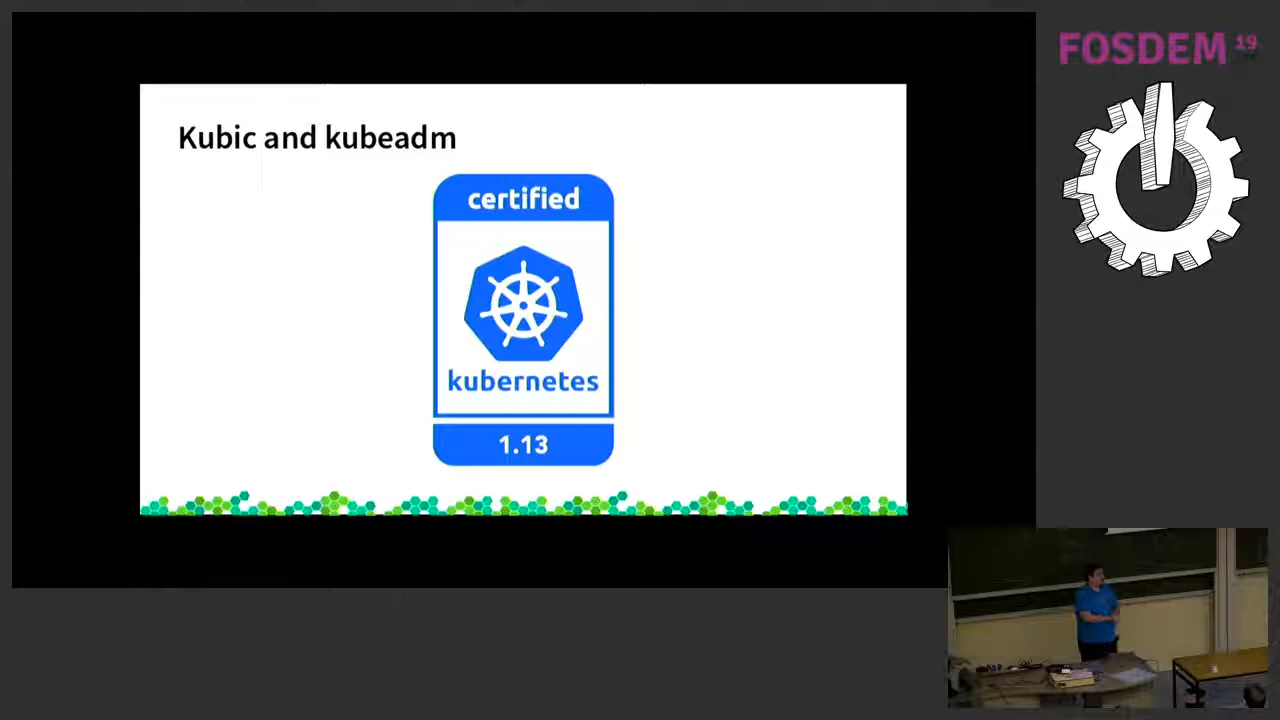 FOSDEM 19
Kubic and kubeadm
certified
kubernetes
1.13